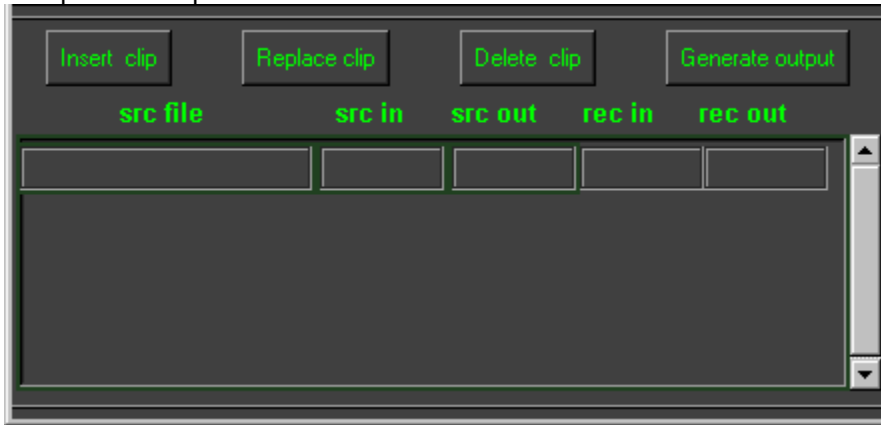 Insert clip Replace clip Delete clip Generate output
src file src in src out rec in rec out